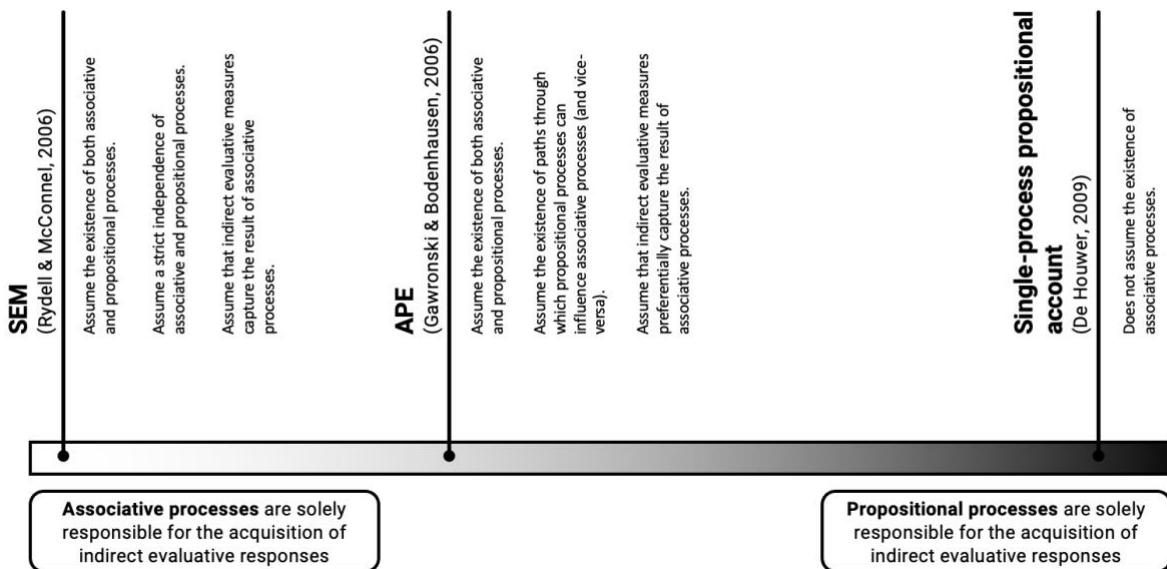 SEM
(Rydell & McConnel, 2006)
Assume the existence of both associative
and propositional processes.
Assume a strict independence of
associative and propositional processes.
Assume that indirect evaluative measures
capture the result of associative
processes.
APE
(Gawronski & Bodenhausen, 2006)
Assume the existence of both associative
and propositional processes.
Assume the existence of paths through
which propositional processes can
influence associative processes (and vice-
versa).
Assume that indirect evaluative measures
preferentially capture the result of
associative processes.
Single-process propositional
account
(De Houwer, 2009)
Does not assume the existence of
associative processes.
Associative processes are solely
responsible for the acquisition of
indirect evaluative responses
Propositional processes are solely
responsible for the acquisition of
indirect evaluative responses